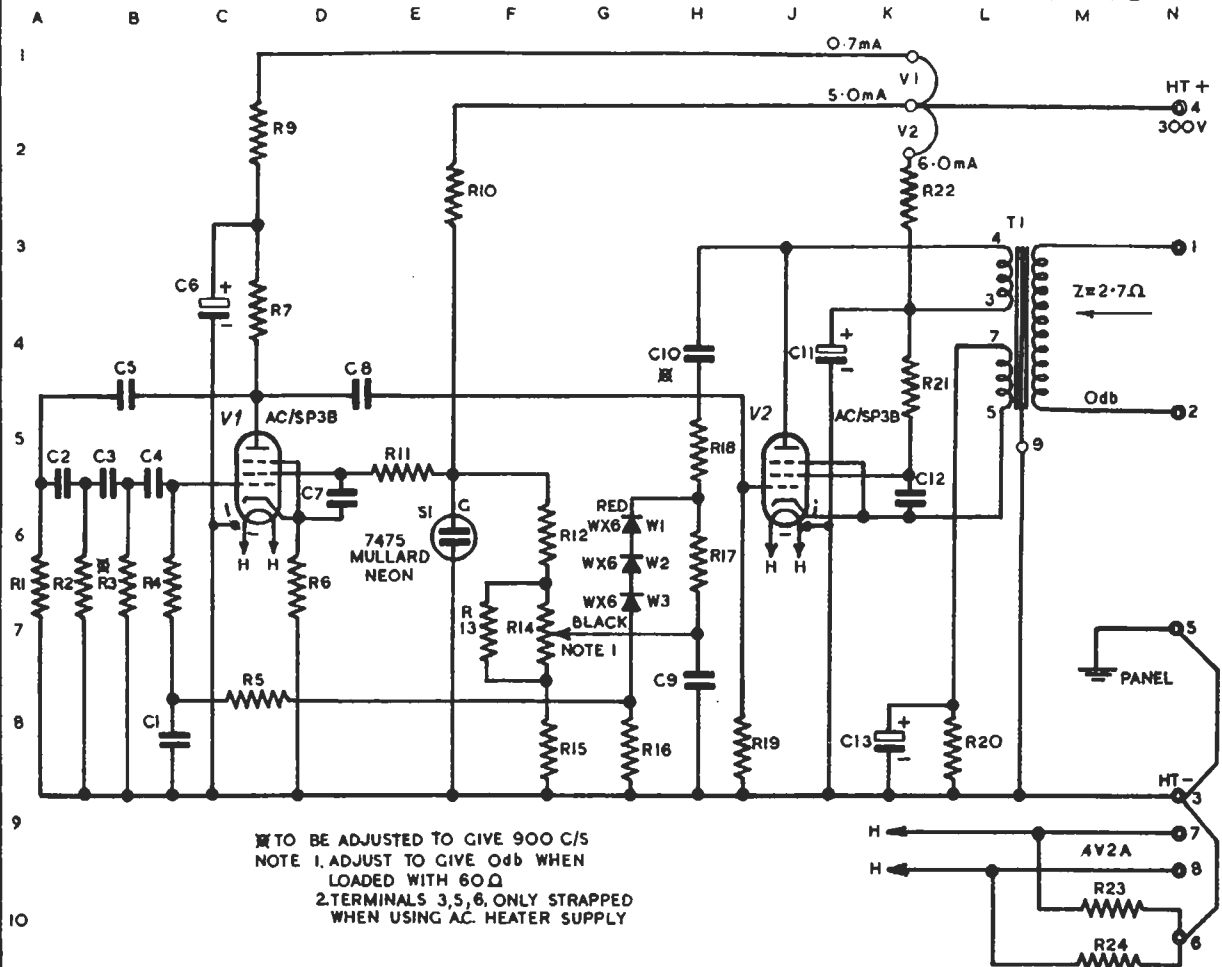 A B C D E F G H J K L M N
1
0·7mA
V1
HT +
5·0mA
4
300V
R9
V2
2
6·0mA
R10
R22
T1
3
4
1
C6 +
-
R7
3
Z=2·7Ω
7
4
C10
※
C11 +
-
R21
C5
C8
V1
AC/SP3B
V2
AC/SP3B
5
0db
2
5
R18
9
C2 C3 C4
R11
C7
C12
S1 G
RED
6
7475
MULLARD
NEON
R12
WX6 W1
R17
H H
H H
WX6 W2
R1 R2 ※ R3 R4
R6
WX6 W3
7
R
13
R14
BLACK
NOTE 1
5
PANEL
R5
C9
8
C1
R15
R16
R19
C13 +
-
R20
HT-
3
9
※ TO BE ADJUSTED TO GIVE 900 C/S
NOTE 1. ADJUST TO GIVE 0db WHEN
LOADED WITH 60Ω
2. TERMINALS 3,5,6, ONLY STRAPPED
WHEN USING A.C. HEATER SUPPLY
H
7
4V2A
H
8
R23
10
6
R24